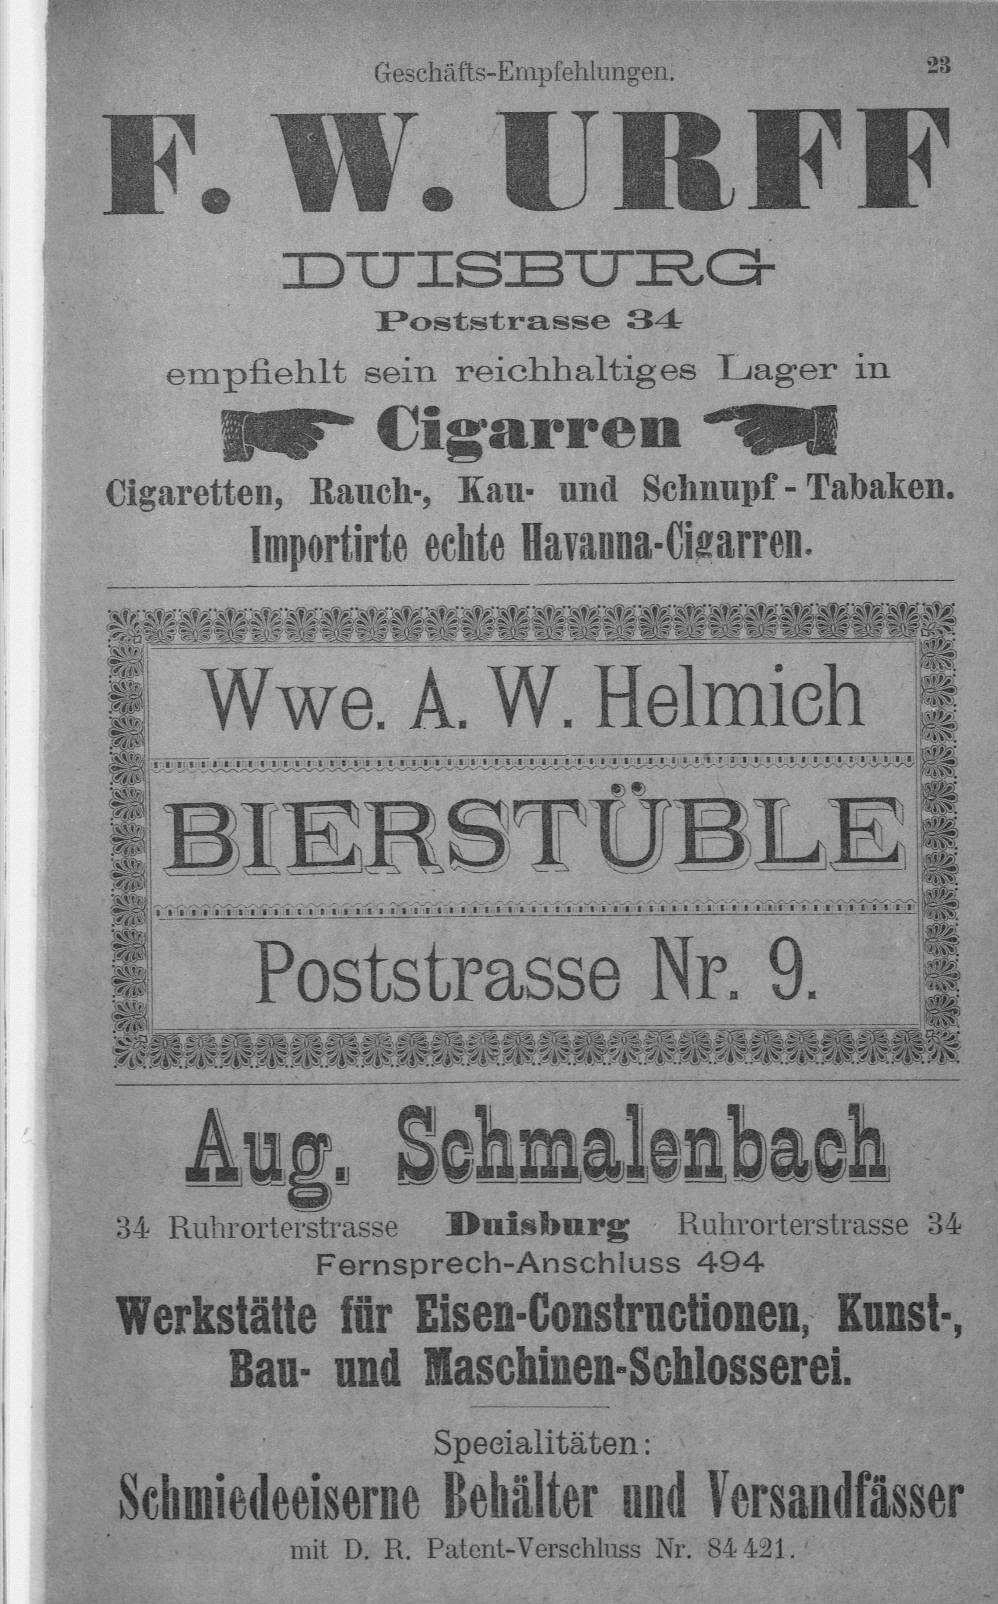 Geschäfts-Empfehlungen. 23
F. W. URFF
DUISBURG
Poststrasse 34
empfiehlt sein reichhaltiges Lager in
Cigarren
Cigaretten, Rauch-, Kau- und Schnupf-Tabaken.
Importirte echte Havanna-Cigarren.
Wwe. A. W. Helmich
BIERSTÜBLE
Poststrasse Nr. 9.
Aug. Schmalenbach
34 Ruhrorterstrasse Duisburg Ruhrorterstrasse 34
Fernsprech-Anschluss 494
Werkstätte für Eisen-Constructionen, Kunst-,
Bau- und Maschinen-Schlosserei.
Specialitäten:
Schmiedeeiserne Behälter und Versandfässer
mit D. R. Patent-Verschluss Nr. 84 421.